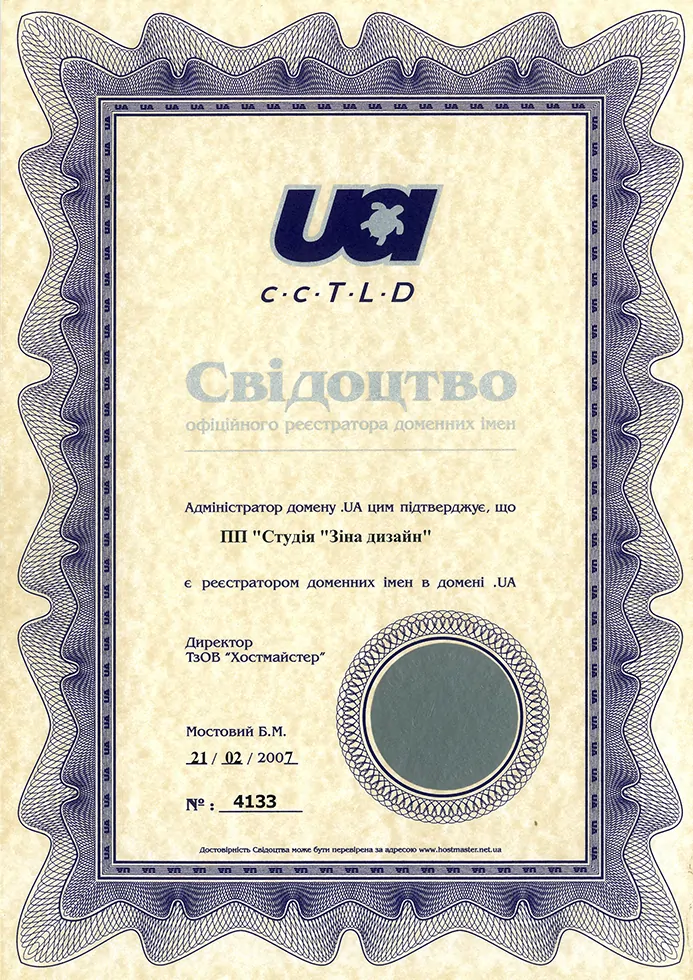 UA
c·c·T·L·D
Свідоцтво
офіційного реєстратора доменних імен
Адміністратор домену .UA цим підтверджує, що
ПП "Студія "Зіна дизайн"
є реєстратором доменних імен в домені .UA
Директор
ТзОВ "Хостмайстер"
Мостовий Б.М.
21 / 02 / 2007
№ : 4133
Достовірність Свідоцтва може бути перевірена за адресою www.hostmaster.net.ua